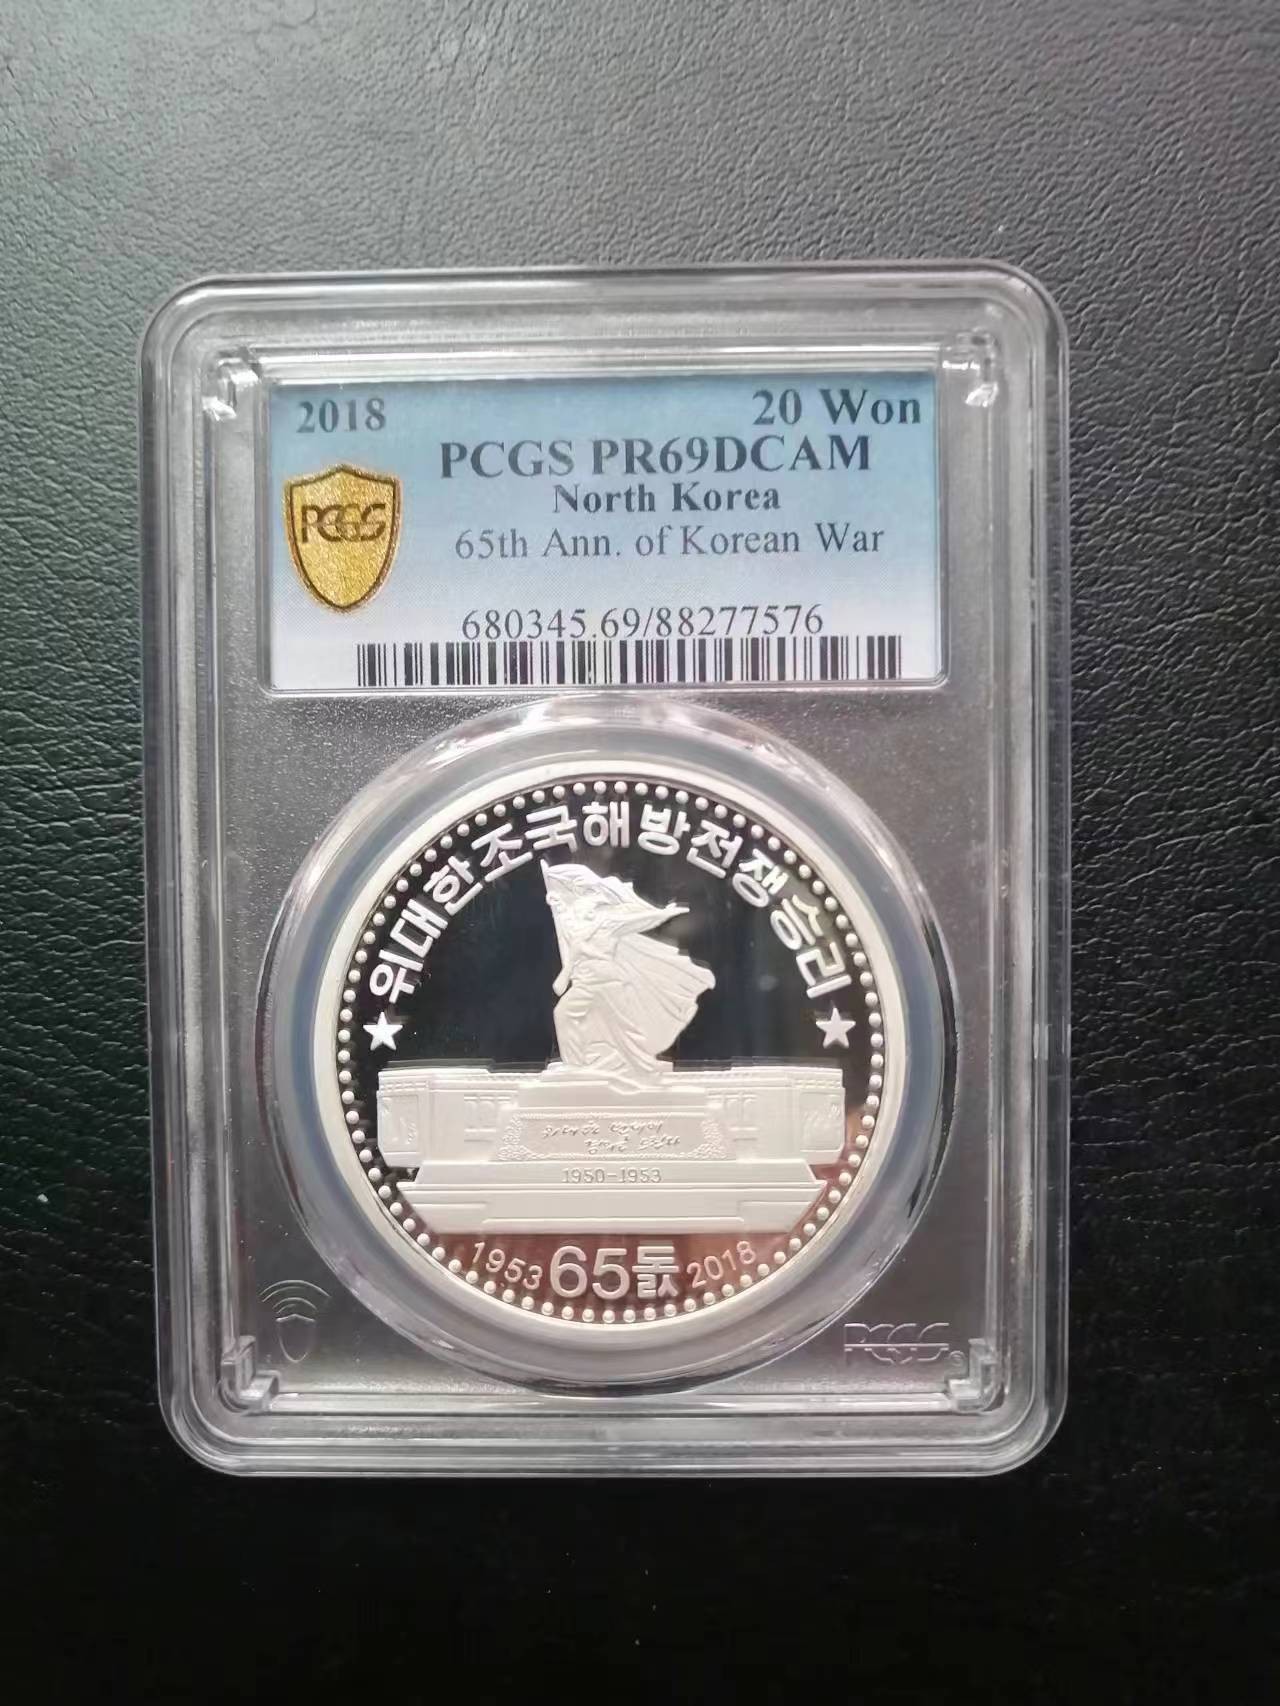 2018
20 Won
PCGS PR69DCAM
North Korea
65th Ann. of Korean War
PCGS
680345.69/88277576
위대한조국해방전쟁승리
1950-1953
1953 65돐 2018
PCGS